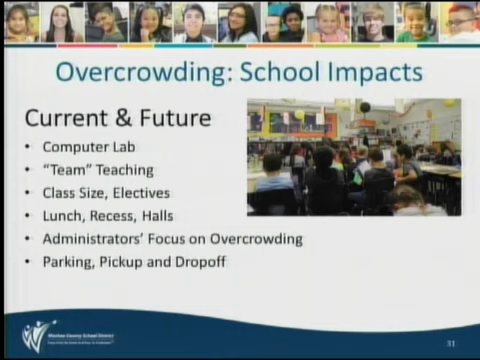 Overcrowding: School Impacts
Current & Future
• Computer Lab
• “Team” Teaching
• Class Size, Electives
• Lunch, Recess, Halls
• Administrators’ Focus on Overcrowding
• Parking, Pickup and Dropoff
Washoe County School District
31